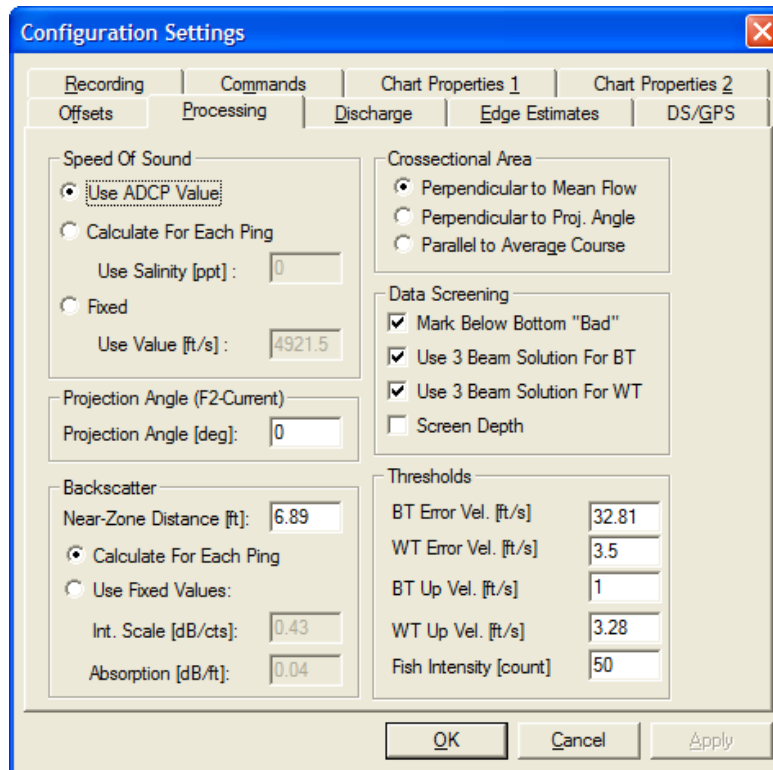 Configuration Settings
Recording Commands Chart Properties 1 Chart Properties 2
Offsets Processing Discharge Edge Estimates DS/GPS
Speed Of Sound
Use ADCP Value
Calculate For Each Ping
Use Salinity [ppt] : 0
Fixed
Use Value [ft/s] : 4921.5
Projection Angle (F2-Current)
Projection Angle [deg]: 0
Backscatter
Near-Zone Distance [ft]: 6.89
Calculate For Each Ping
Use Fixed Values:
Int. Scale [dB/cts]: 0.43
Absorption [dB/ft]: 0.04
Crossectional Area
Perpendicular to Mean Flow
Perpendicular to Proj. Angle
Parallel to Average Course
Data Screening
Mark Below Bottom "Bad"
Use 3 Beam Solution For BT
Use 3 Beam Solution For WT
Screen Depth
Thresholds
BT Error Vel. [ft/s] 32.81
WT Error Vel. [ft/s] 3.5
BT Up Vel. [ft/s] 1
WT Up Vel. [ft/s] 3.28
Fish Intensity [count] 50
OK Cancel Apply